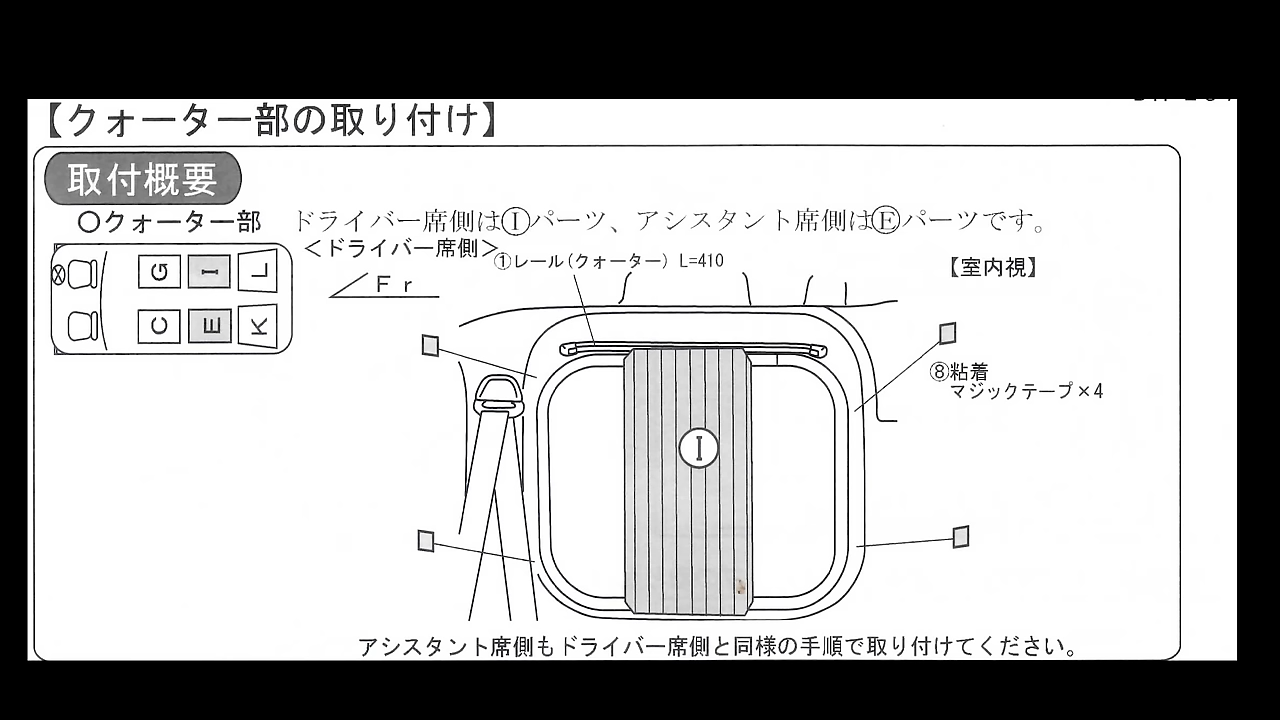 【クォーター部の取り付け】
取付概要
〇クォーター部
ドライバー席側はⒾパーツ、アシスタント席側はⒺパーツです。
＜ドライバー席側＞
①レール(クォーター) L=410
【室内視】
Ｆｒ
G I L
C E K
⑧粘着
マジックテープ×4
I
アシスタント席側もドライバー席側と同様の手順で取り付けてください。